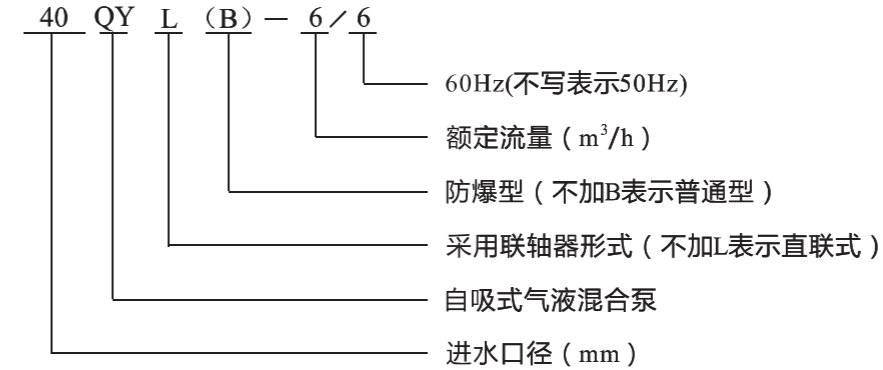 40 QY L （B）— 6 / 6
60Hz(不写表示50Hz)
额定流量（m³/h）
防爆型（不加B表示普通型）
采用联轴器形式（不加L表示直联式）
自吸式气液混合泵
进水口径（mm）